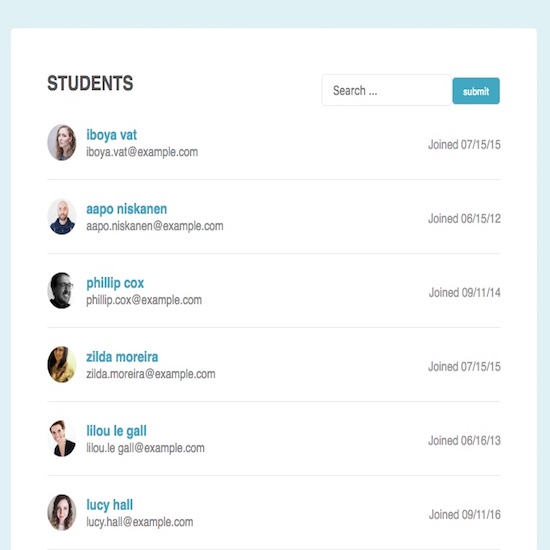 STUDENTS
Search ...
submit
iboya vat
iboya.vat@example.com
Joined 07/15/15
aapo niskanen
aapo.niskanen@example.com
Joined 06/15/12
phillip cox
phillip.cox@example.com
Joined 09/11/14
zilda moreira
zilda.moreira@example.com
Joined 07/15/15
lilou le gall
lilou.le gall@example.com
Joined 06/16/13
lucy hall
lucy.hall@example.com
Joined 09/11/16